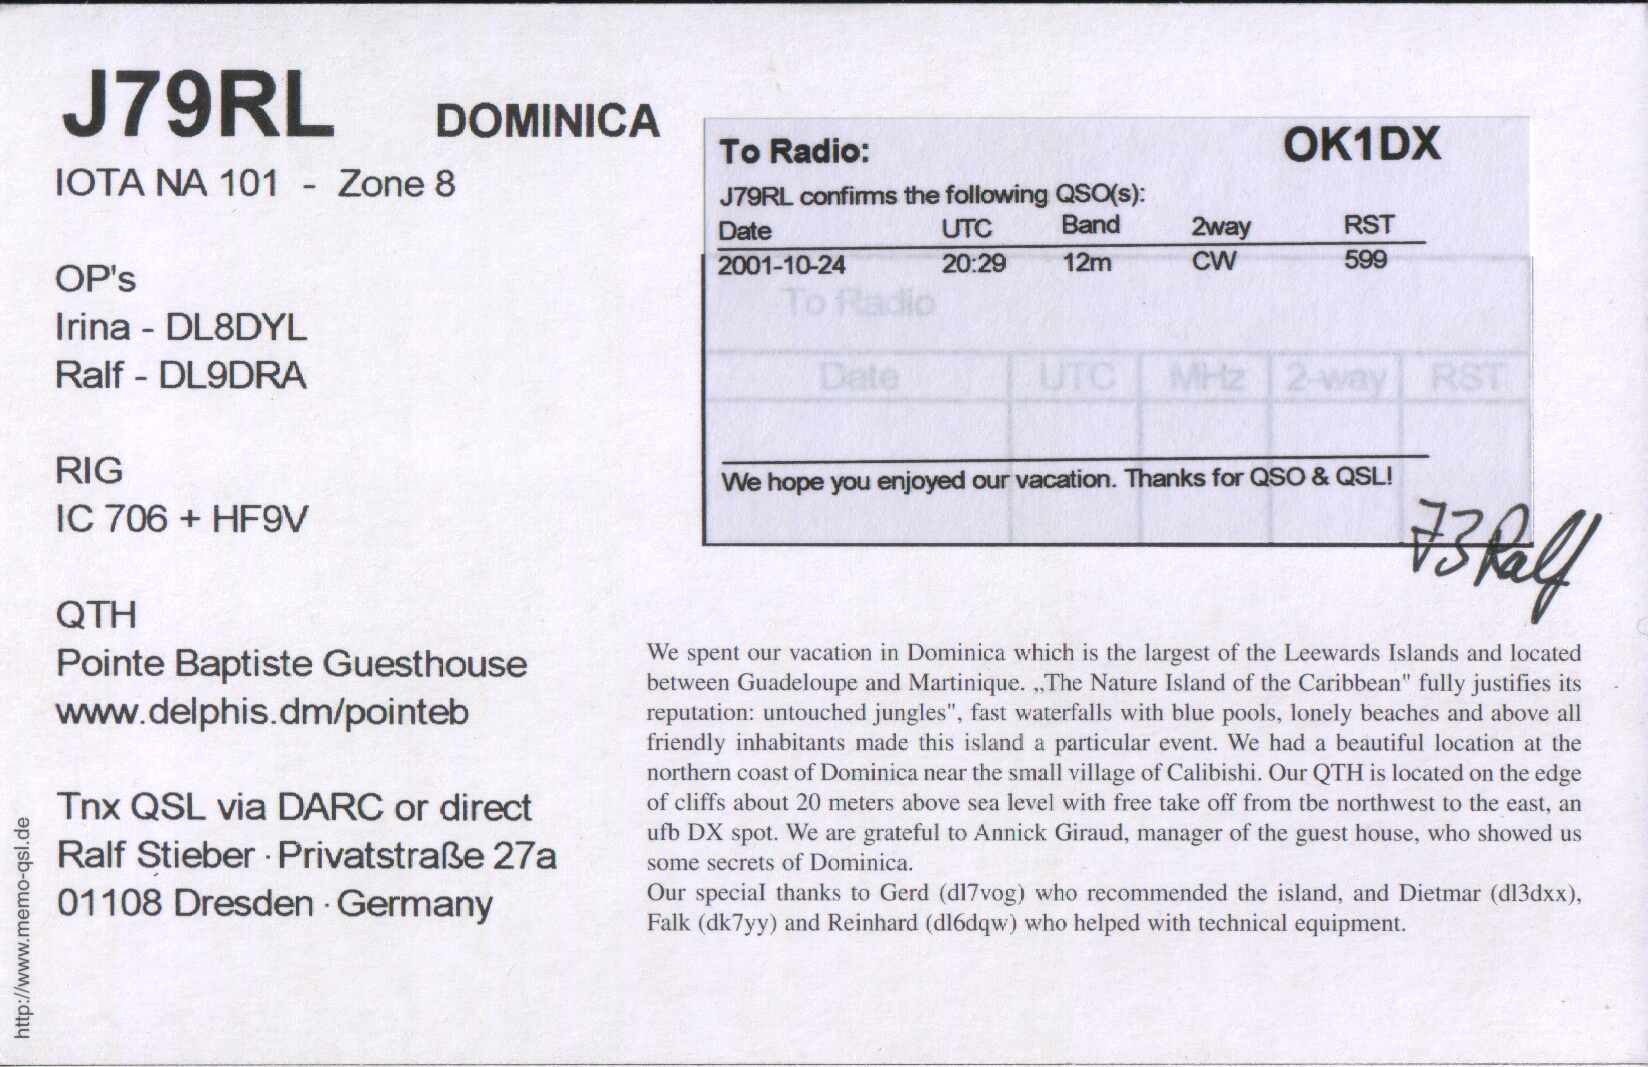 J79RL DOMINICA
IOTA NA 101 - Zone 8
OP's
Irina - DL8DYL
Ralf - DL9DRA
RIG
IC 706 + HF9V
QTH
Pointe Baptiste Guesthouse
www.delphis.dm/pointeb
Tnx QSL via DARC or direct
Ralf Stieber · Privatstraße 27a
01108 Dresden · Germany
http://www.memo-qsl.de
To Radio: OK1DX
J79RL confirms the following QSO(s):
Date UTC Band 2way RST
2001-10-24 20:29 12m CW 599
To Radio
Date UTC MHz 2-way RST
We hope you enjoyed our vacation. Thanks for QSO & QSL!
73 Ralf
We spent our vacation in Dominica which is the largest of the Leewards Islands and located
between Guadeloupe and Martinique. „The Nature Island of the Caribbean" fully justifies its
reputation: untouched jungles", fast waterfalls with blue pools, lonely beaches and above all
friendly inhabitants made this island a particular event. We had a beautiful location at the
northern coast of Dominica near the small village of Calibishi. Our QTH is located on the edge
of cliffs about 20 meters above sea level with free take off from tbe northwest to the east, an
ufb DX spot. We are grateful to Annick Giraud, manager of the guest house, who showed us
some secrets of Dominica.
Our special thanks to Gerd (dl7vog) who recommended the island, and Dietmar (dl3dxx),
Falk (dk7yy) and Reinhard (dl6dqw) who helped with technical equipment.